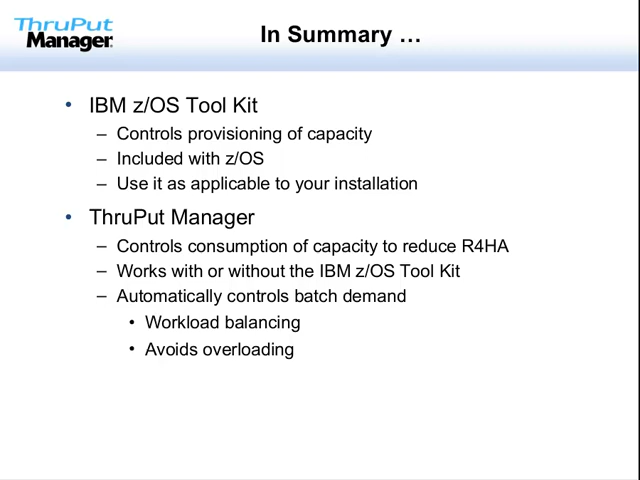 ThruPut
Manager
In Summary …
• IBM z/OS Tool Kit
– Controls provisioning of capacity
– Included with z/OS
– Use it as applicable to your installation
• ThruPut Manager
– Controls consumption of capacity to reduce R4HA
– Works with or without the IBM z/OS Tool Kit
– Automatically controls batch demand
• Workload balancing
• Avoids overloading